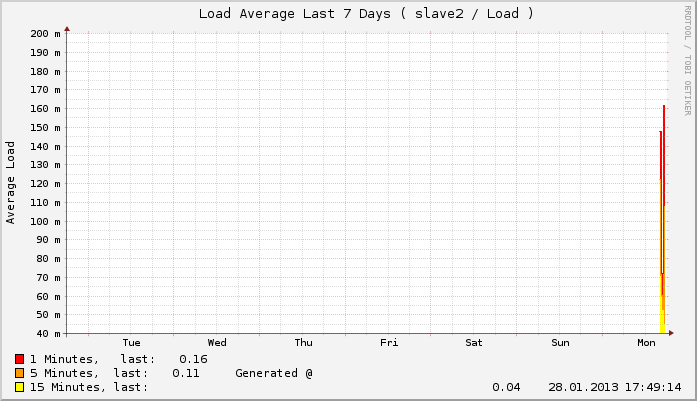 Load Average Last 7 Days ( slave2 / Load )
RRDTOOL / TOBI OETIKER
Average Load
200 m
190 m
180 m
170 m
160 m
150 m
140 m
130 m
120 m
110 m
100 m
90 m
80 m
70 m
60 m
50 m
40 m
Tue Wed Thu Fri Sat Sun Mon
1 Minutes, last: 0.16
5 Minutes, last: 0.11 Generated @
15 Minutes, last: 0.04 28.01.2013 17:49:14